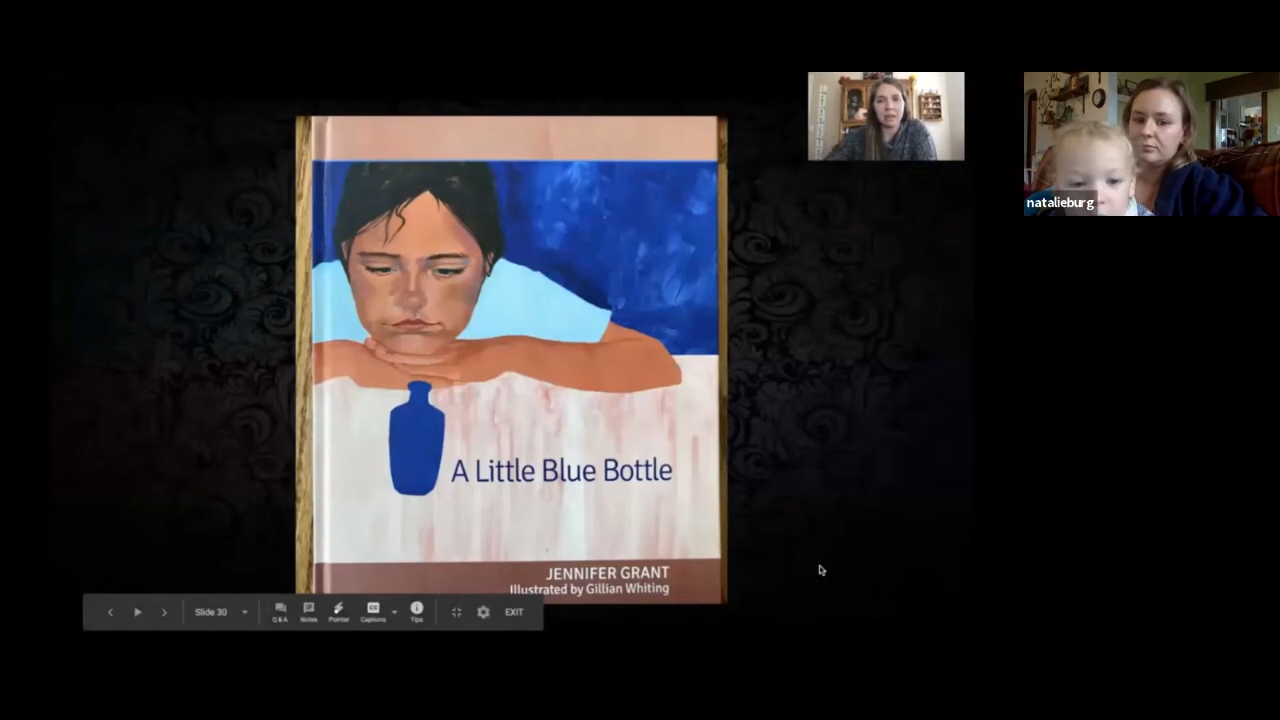 natalieburg
A Little Blue Bottle
JENNIFER GRANT
Illustrated by Gillian Whiting
Slide 30
Q&A
Notes
Pointer
Captions
Tips
EXIT